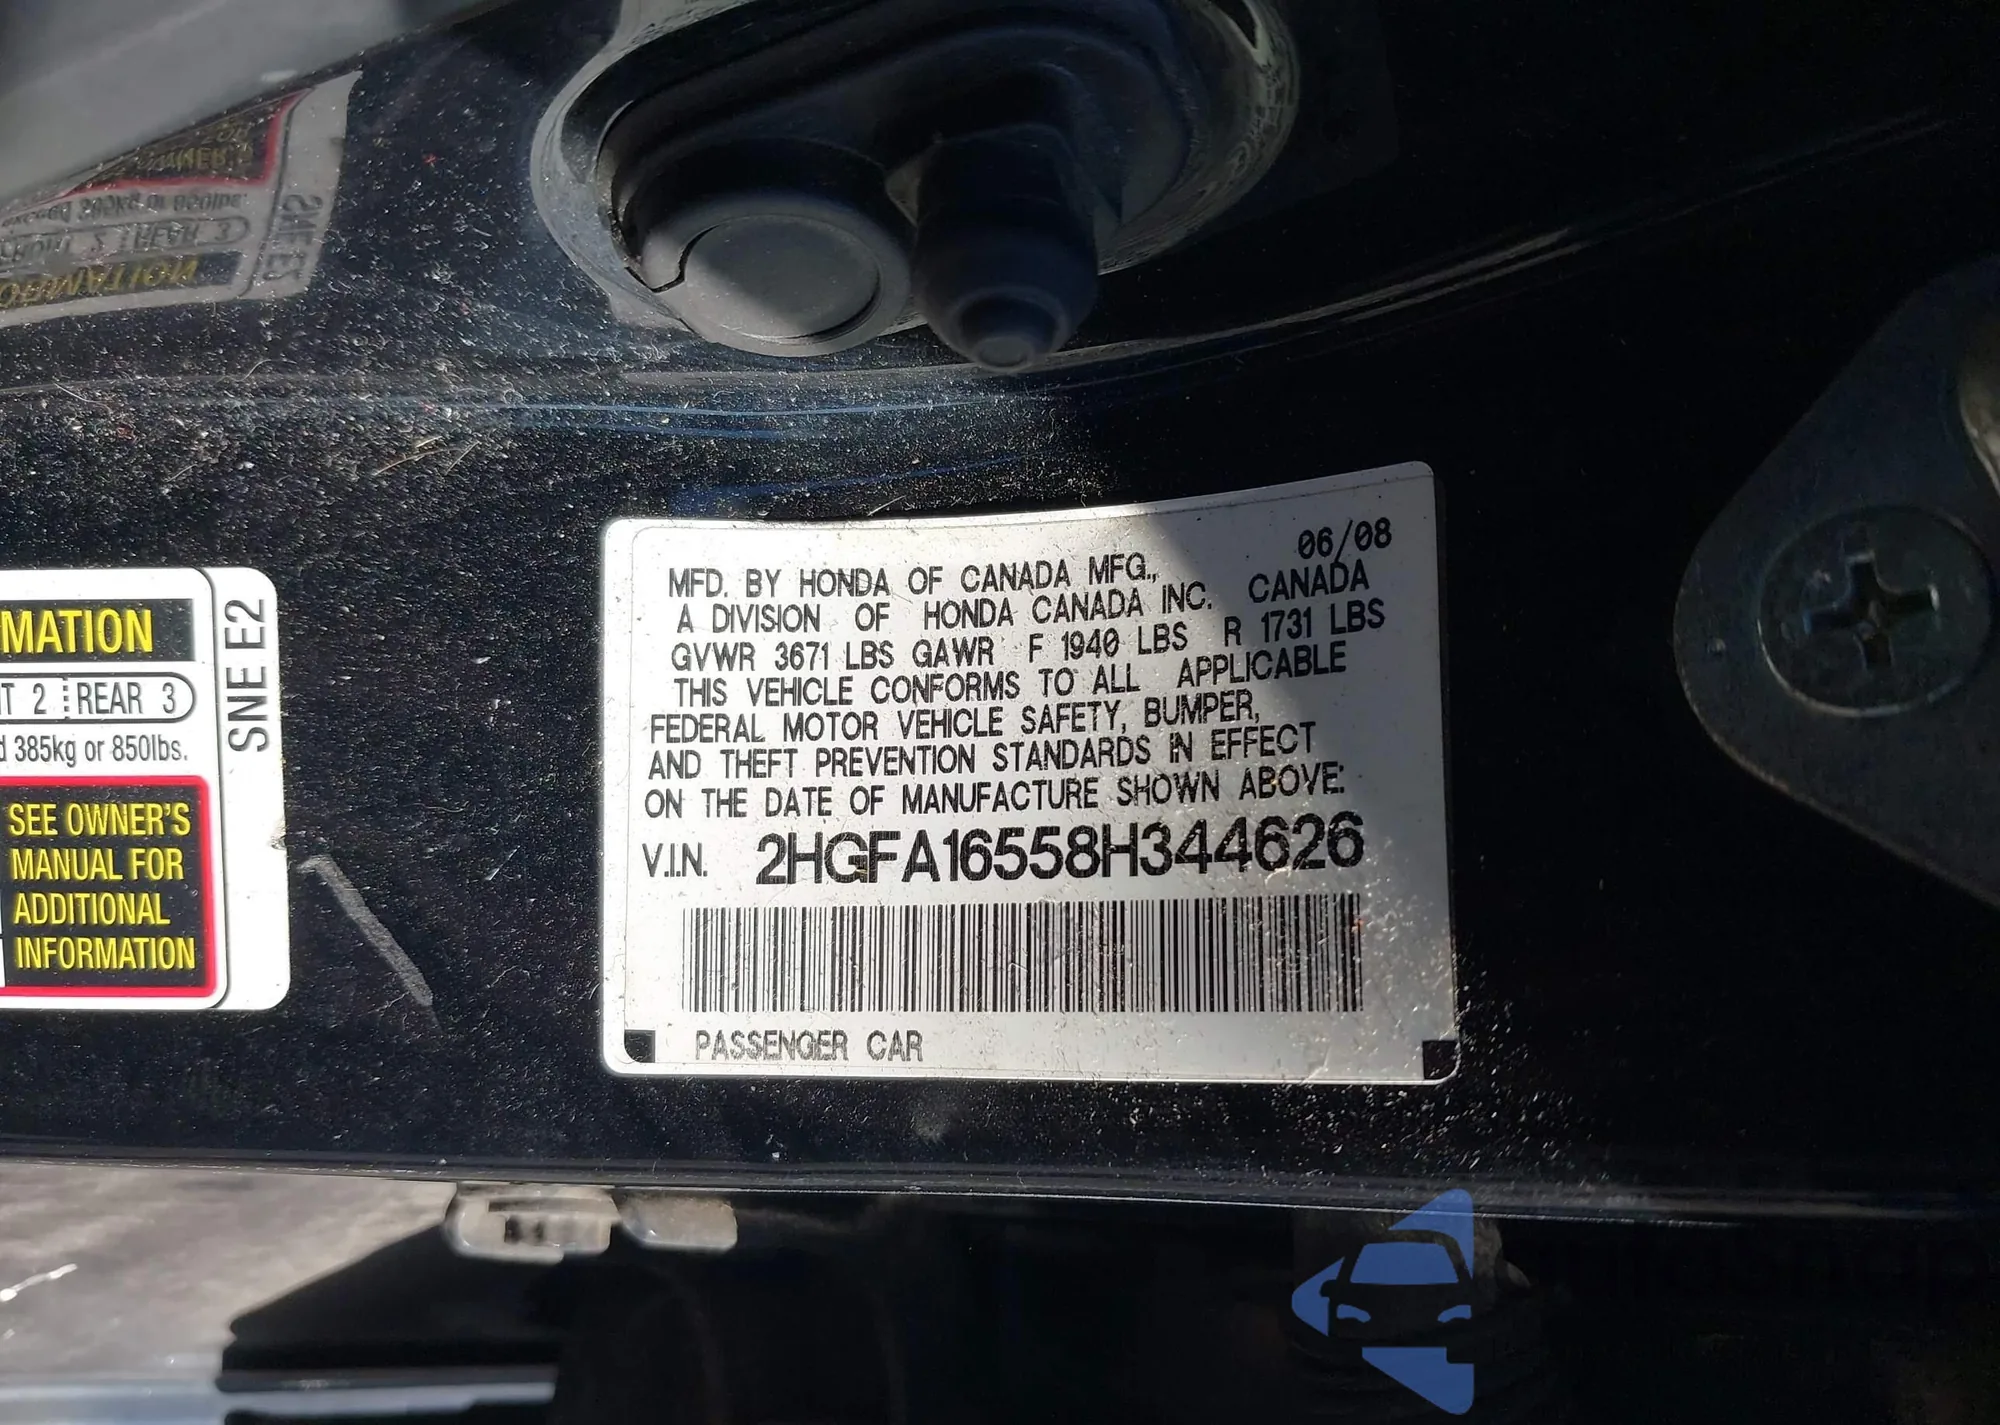 06/08
MFD. BY HONDA OF CANADA MFG.,
A DIVISION OF HONDA CANADA INC. CANADA
GVWR 3671 LBS GAWR F 1940 LBS R 1731 LBS
THIS VEHICLE CONFORMS TO ALL APPLICABLE
FEDERAL MOTOR VEHICLE SAFETY, BUMPER,
AND THEFT PREVENTION STANDARDS IN EFFECT
ON THE DATE OF MANUFACTURE SHOWN ABOVE:
V.I.N. 2HGFA16558H344626
PASSENGER CAR
MATION
T 2 REAR 3
d 385kg or 850lbs.
SEE OWNER'S
MANUAL FOR
ADDITIONAL
INFORMATION
SNE E2